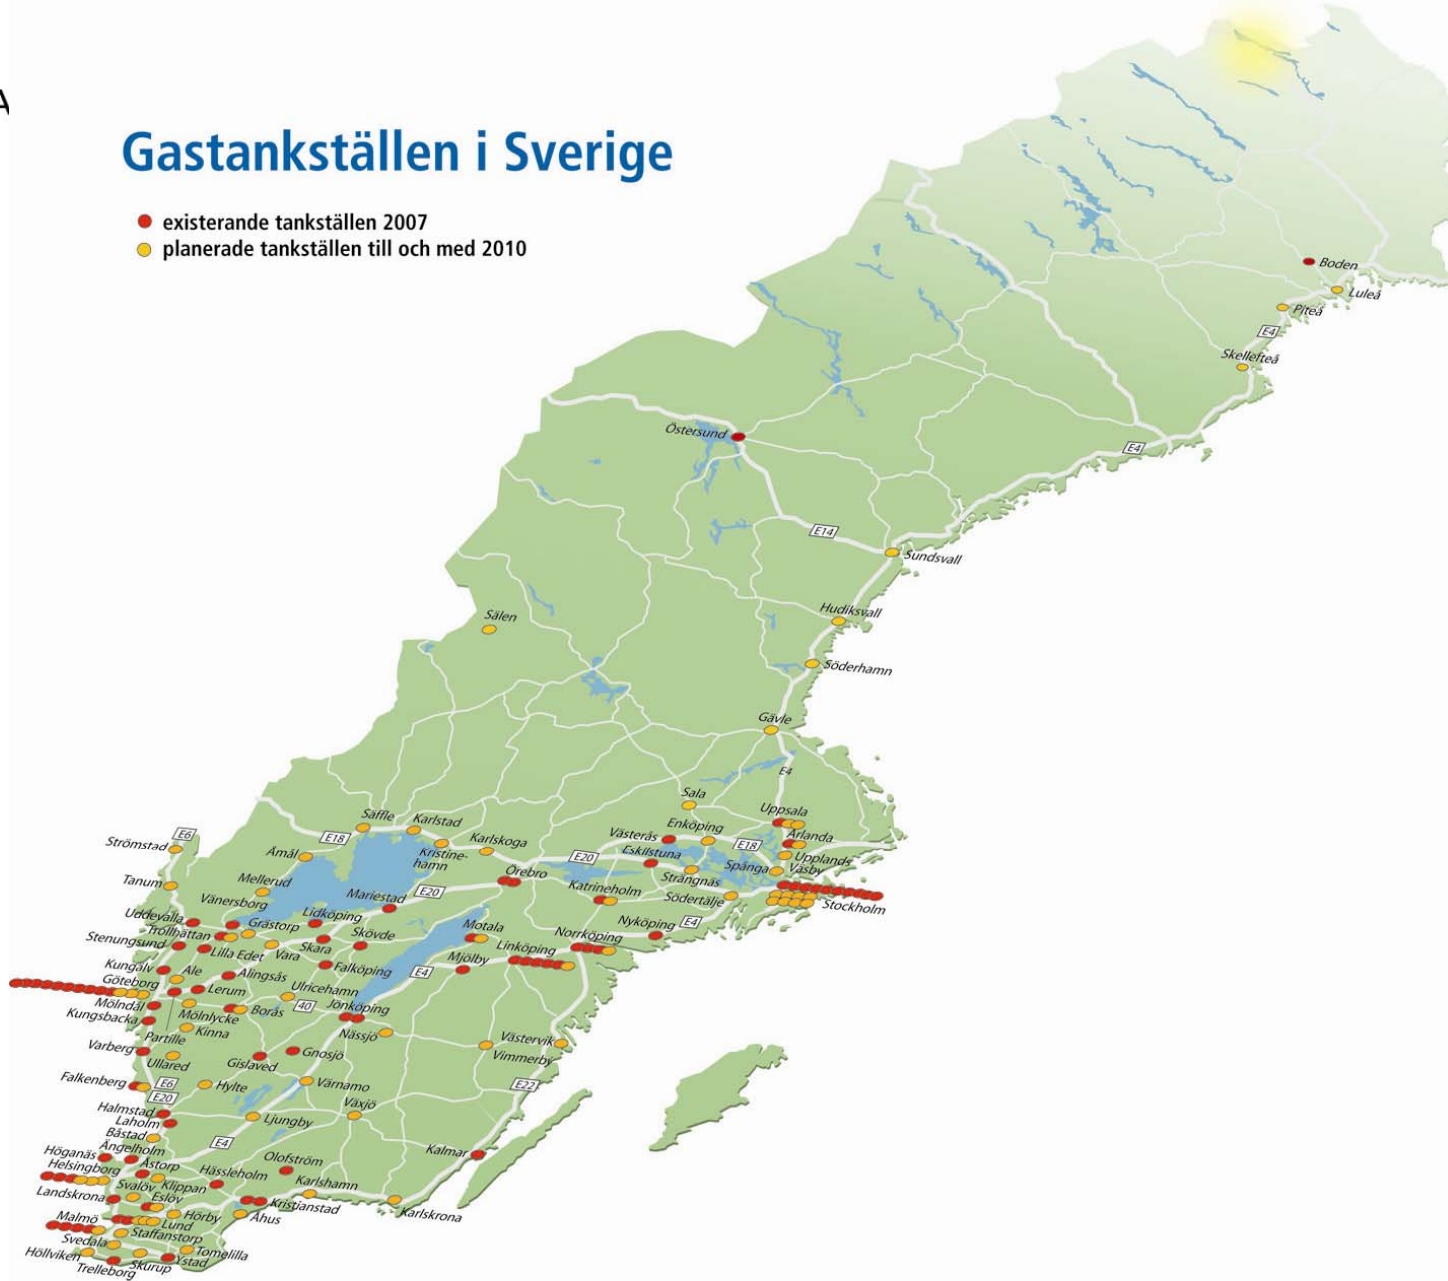 A
Gastankställen i Sverige
existerande tankställen 2007
planerade tankställen till och med 2010
Boden
Luleå
Piteå
E4
Skellefteå
Östersund
E4
E14
Sundsvall
Hudiksvall
Sälen
Söderhamn
Gävle
E4
Sala
Uppsala
Säffle
Karlstad
Enköping
Västerås
Arlanda
E6
E18
Karlskoga
E18
Strömstad
Kristine-
hamn
Eskilstuna
Upplands
Väsby
Åmål
E20
Spånga
Strängnäs
Tanum
Mellerud
Örebro
Katrineholm
Mariestad
E20
Södertälje
Stockholm
Vänersborg
Uddevalla
Lidköping
Nyköping
E4
Trollhättan
Grästorp
Motala
Norrköping
Stenungsund
Skara
Skövde
Linköping
Lilla Edet
Vara
Mjölby
Kungälv
Ale
Alingsås
Falköping
E4
Göteborg
Lerum
Ulricehamn
Mölndal
Borås
40
Jönköping
Kungsbacka
Mölnlycke
Kinna
Nässjö
Västervik
Partille
Varberg
Gnosjö
Vimmerby
Ullared
Gislaved
Falkenberg
E6
Hylte
Värnamo
E22
E20
Växjö
Halmstad
Laholm
Ljungby
Båstad
E4
Ängelholm
Kalmar
Höganäs
Åstorp
Olofström
Helsingborg
Hässleholm
Karlshamn
Svalöv
Klippan
Landskrona
Eslöv
Kristianstad
Malmö
Hörby
Åhus
Karlskrona
Lund
Staffanstorp
Svedala
Tomelilla
Höllviken
Skurup
Ystad
Trelleborg